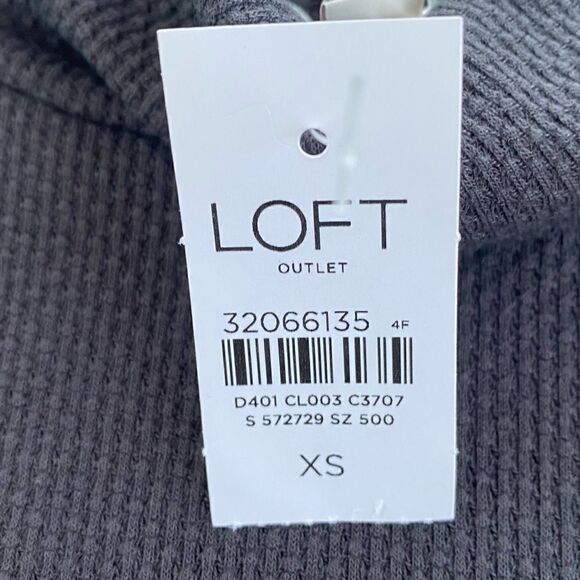 LOFT
OUTLET
32066135 4F
D401 CL003 C3707
S 572729 SZ 500
XS